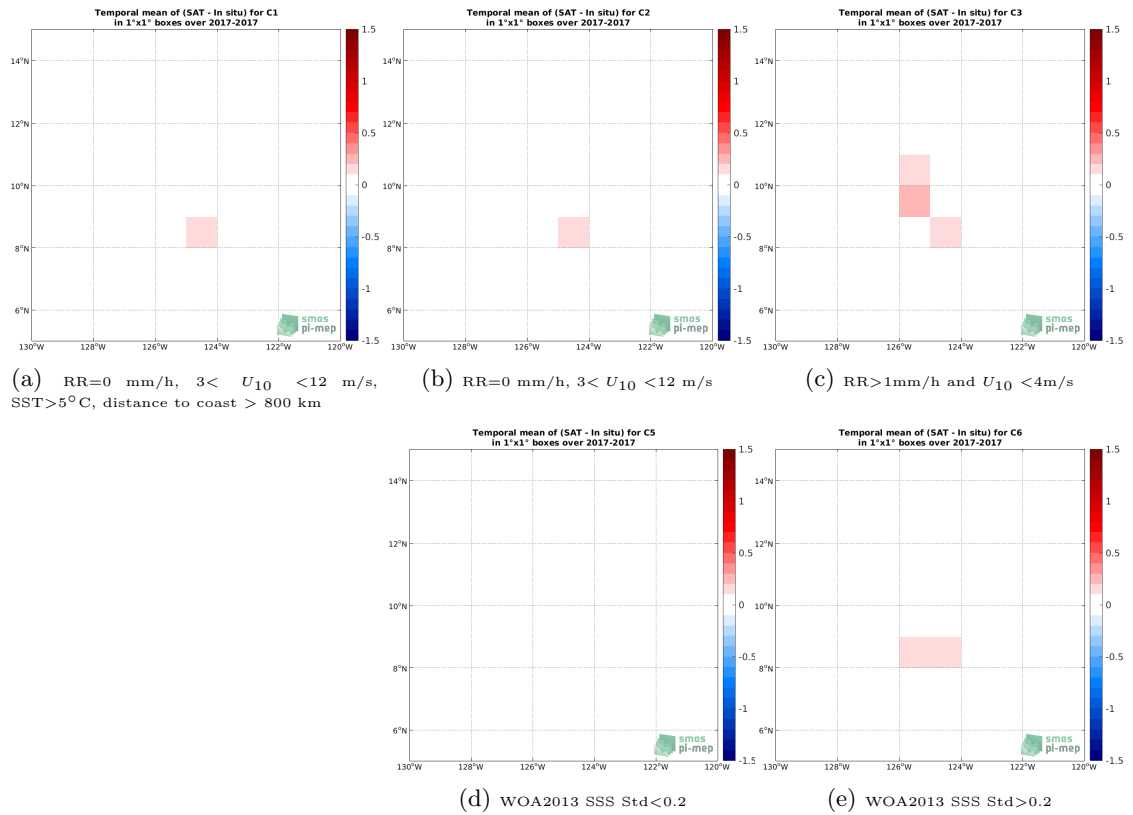 Temporal mean of (SAT - In situ) for C1
in 1°x1° boxes over 2017-2017
14°N
12°N
10°N
8°N
6°N
130°W 128°W 126°W 124°W 122°W 120°W
1.5
1
0.5
0
-0.5
-1
-1.5
smos
pi-mep
(a) RR=0 mm/h, 3< U10 <12 m/s,
SST>5°C, distance to coast > 800 km
Temporal mean of (SAT - In situ) for C2
in 1°x1° boxes over 2017-2017
14°N
12°N
10°N
8°N
6°N
130°W 128°W 126°W 124°W 122°W 120°W
1.5
1
0.5
0
-0.5
-1
-1.5
smos
pi-mep
(b) RR=0 mm/h, 3< U10 <12 m/s
Temporal mean of (SAT - In situ) for C3
in 1°x1° boxes over 2017-2017
14°N
12°N
10°N
8°N
6°N
130°W 128°W 126°W 124°W 122°W 120°W
1.5
1
0.5
0
-0.5
-1
-1.5
smos
pi-mep
(c) RR>1mm/h and U10 <4m/s
Temporal mean of (SAT - In situ) for C5
in 1°x1° boxes over 2017-2017
14°N
12°N
10°N
8°N
6°N
130°W 128°W 126°W 124°W 122°W 120°W
1.5
1
0.5
0
-0.5
-1
-1.5
smos
pi-mep
(d) WOA2013 SSS Std<0.2
Temporal mean of (SAT - In situ) for C6
in 1°x1° boxes over 2017-2017
14°N
12°N
10°N
8°N
6°N
130°W 128°W 126°W 124°W 122°W 120°W
1.5
1
0.5
0
-0.5
-1
-1.5
smos
pi-mep
(e) WOA2013 SSS Std>0.2